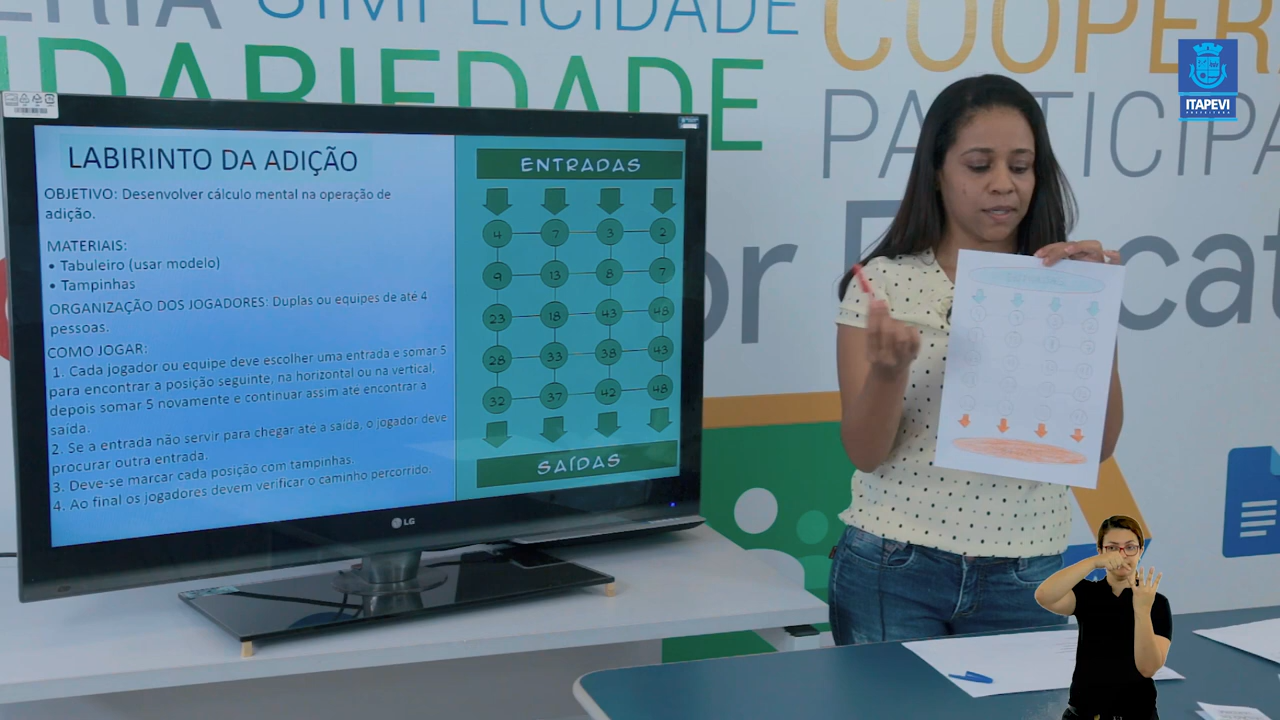 ERIA SIMPLICIDADE
COOPERA
IDARIEDADE
PARTICIPA
or Educat
ITAPEVI
PREFEITURA
LABIRINTO DA ADIÇÃO
OBJETIVO: Desenvolver cálculo mental na operação de
adição.
MATERIAIS:
• Tabuleiro (usar modelo)
• Tampinhas
ORGANIZAÇÃO DOS JOGADORES: Duplas ou equipes de até 4
pessoas.
COMO JOGAR:
1. Cada jogador ou equipe deve escolher uma entrada e somar 5
para encontrar a posição seguinte, na horizontal ou na vertical,
depois somar 5 novamente e continuar assim até encontrar a
saída.
2. Se a entrada não servir para chegar até a saída, o jogador deve
procurar outra entrada.
3. Deve-se marcar cada posição com tampinhas.
4. Ao final os jogadores devem verificar o caminho percorrido.
ENTRADAS
4 7 3 2
9 13 8 7
23 18 43 48
28 33 38 43
32 37 42 48
SAÍDAS
LG